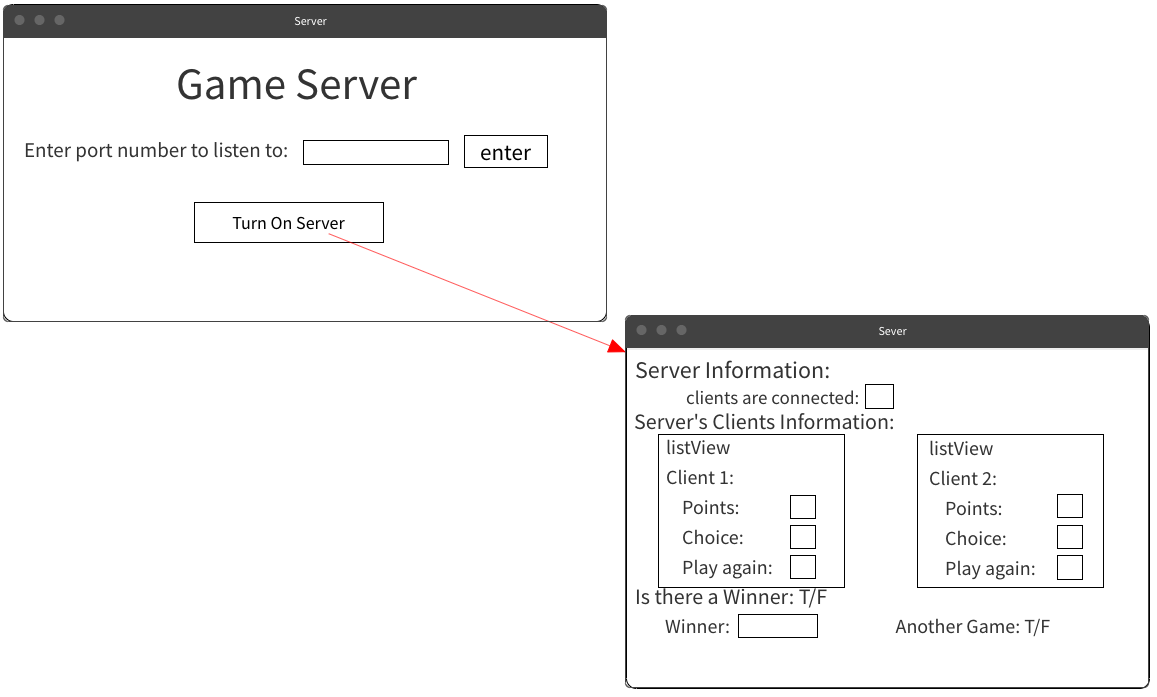 Server
Game Server
Enter port number to listen to:
enter
Turn On Server
Sever
Server Information:
clients are connected:
Server's Clients Information:
listView
Client 1:
Points:
Choice:
Play again:
listView
Client 2:
Points:
Choice:
Play again:
Is there a Winner: T/F
Winner:
Another Game: T/F